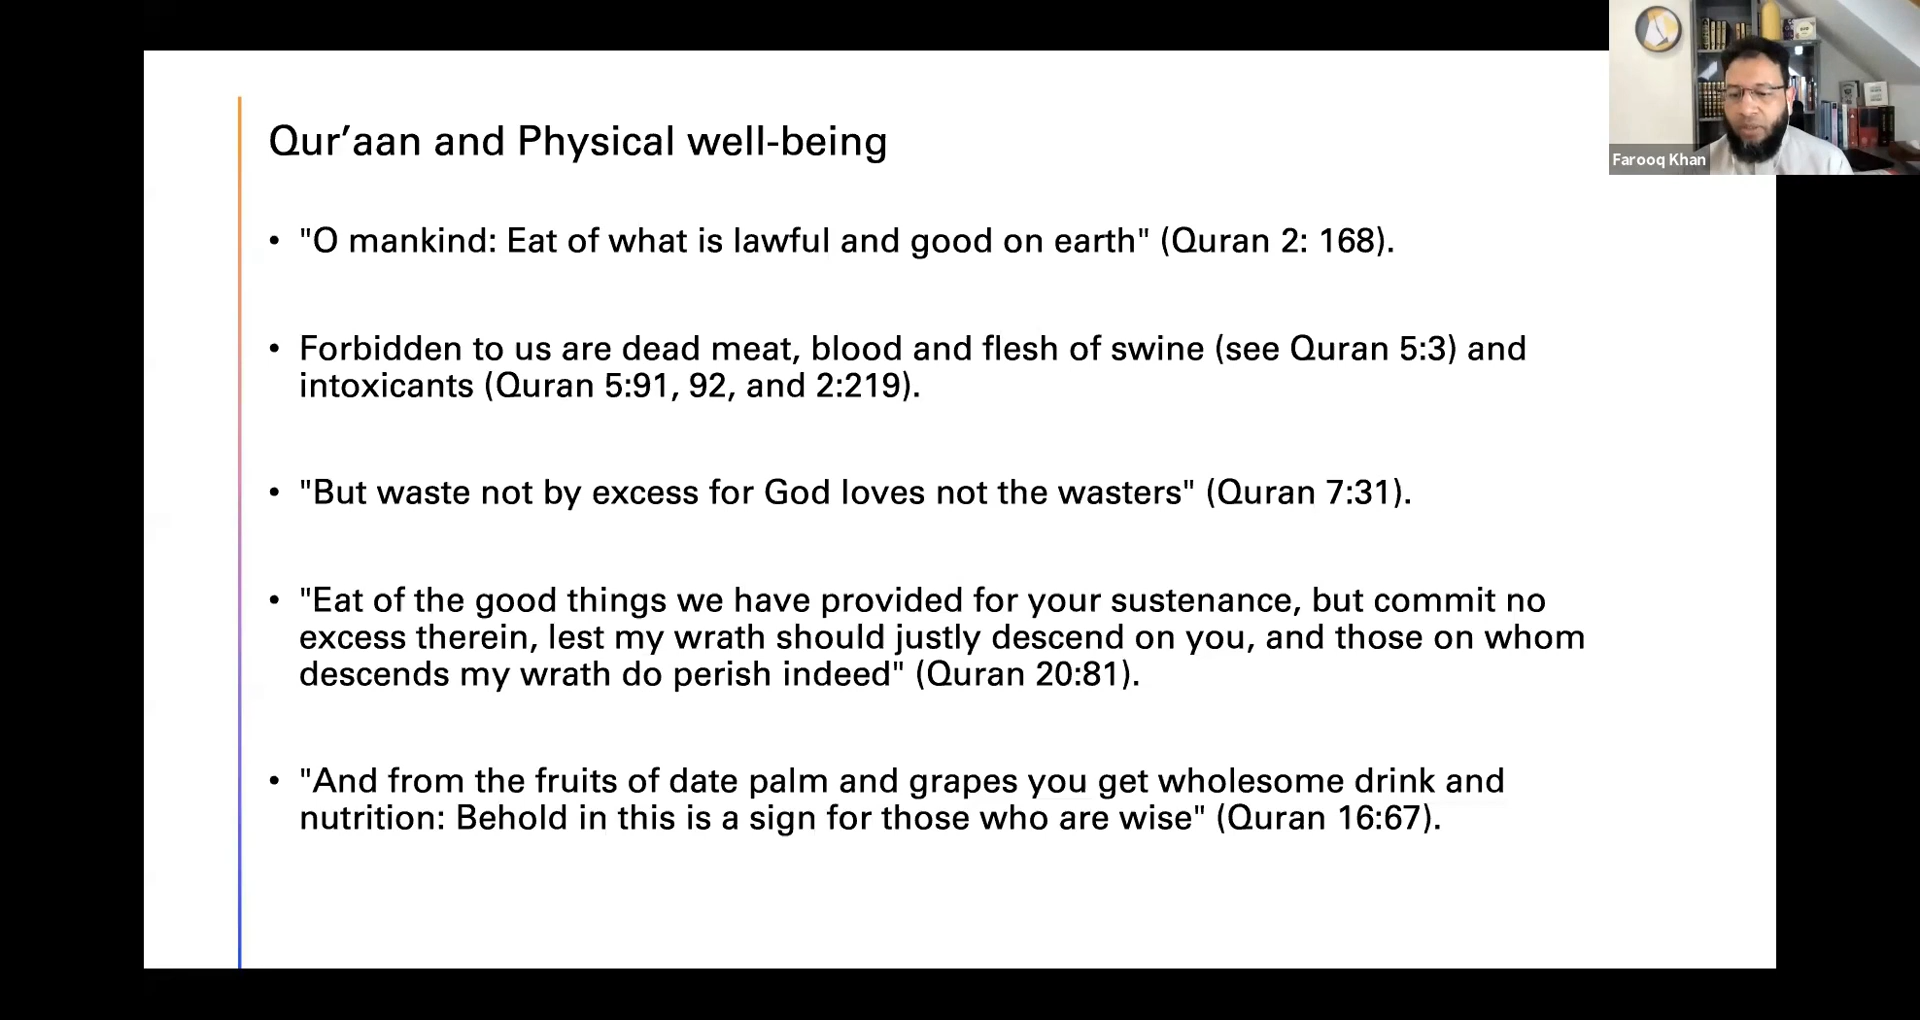 Qur’aan and Physical well-being
• "O mankind: Eat of what is lawful and good on earth" (Quran 2: 168).
• Forbidden to us are dead meat, blood and flesh of swine (see Quran 5:3) and
intoxicants (Quran 5:91, 92, and 2:219).
• "But waste not by excess for God loves not the wasters" (Quran 7:31).
• "Eat of the good things we have provided for your sustenance, but commit no
excess therein, lest my wrath should justly descend on you, and those on whom
descends my wrath do perish indeed" (Quran 20:81).
• "And from the fruits of date palm and grapes you get wholesome drink and
nutrition: Behold in this is a sign for those who are wise" (Quran 16:67).
Farooq Khan